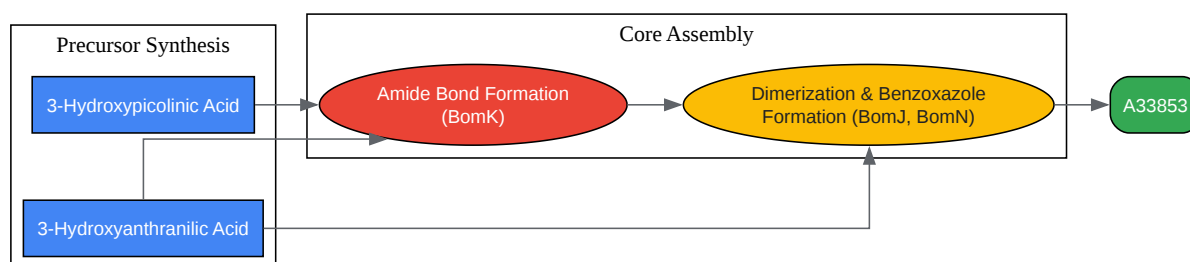 Precursor Synthesis
3-Hydroxypicolinic Acid
3-Hydroxyanthranilic Acid
Core Assembly
Amide Bond Formation
(BomK)
Dimerization & Benzoxazole
Formation (BomJ, BomN)
A33853